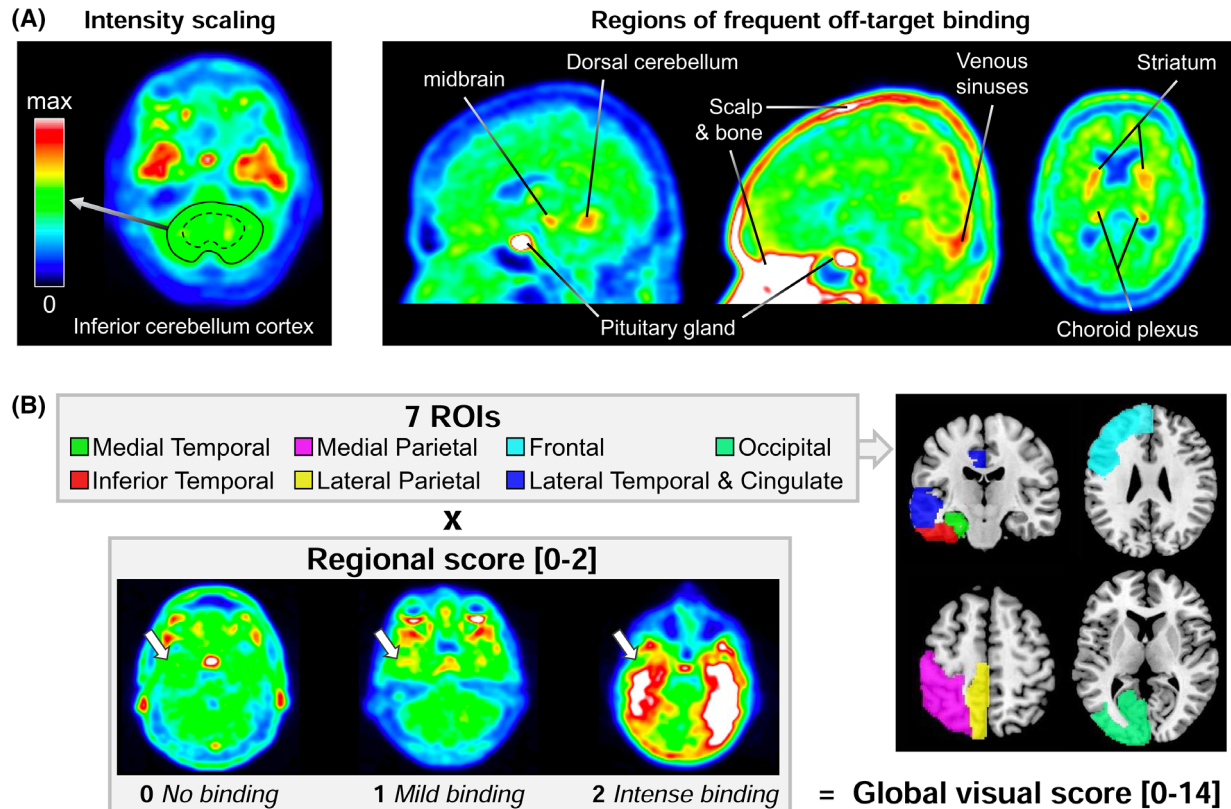 (A)
Intensity scaling
max
0
Inferior cerebellum cortex
Regions of frequent off-target binding
midbrain
Dorsal cerebellum
Scalp
& bone
Venous
sinuses
Striatum
Pituitary gland
Choroid plexus
(B)
7 ROIs
Medial Temporal
Medial Parietal
Frontal
Occipital
Inferior Temporal
Lateral Parietal
Lateral Temporal & Cingulate
x
Regional score [0-2]
0 No binding
1 Mild binding
2 Intense binding
= Global visual score [0-14]